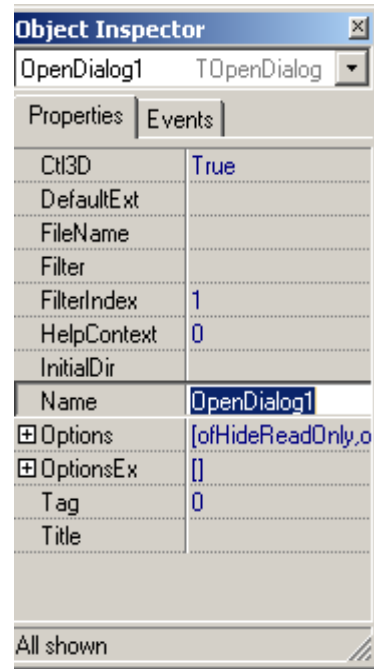 Object Inspector
OpenDialog1 TOpenDialog
Properties Events
Ctl3D True
DefaultExt
FileName
Filter
FilterIndex 1
HelpContext 0
InitialDir
Name OpenDialog1
Options [ofHideReadOnly,o
OptionsEx []
Tag 0
Title
All shown